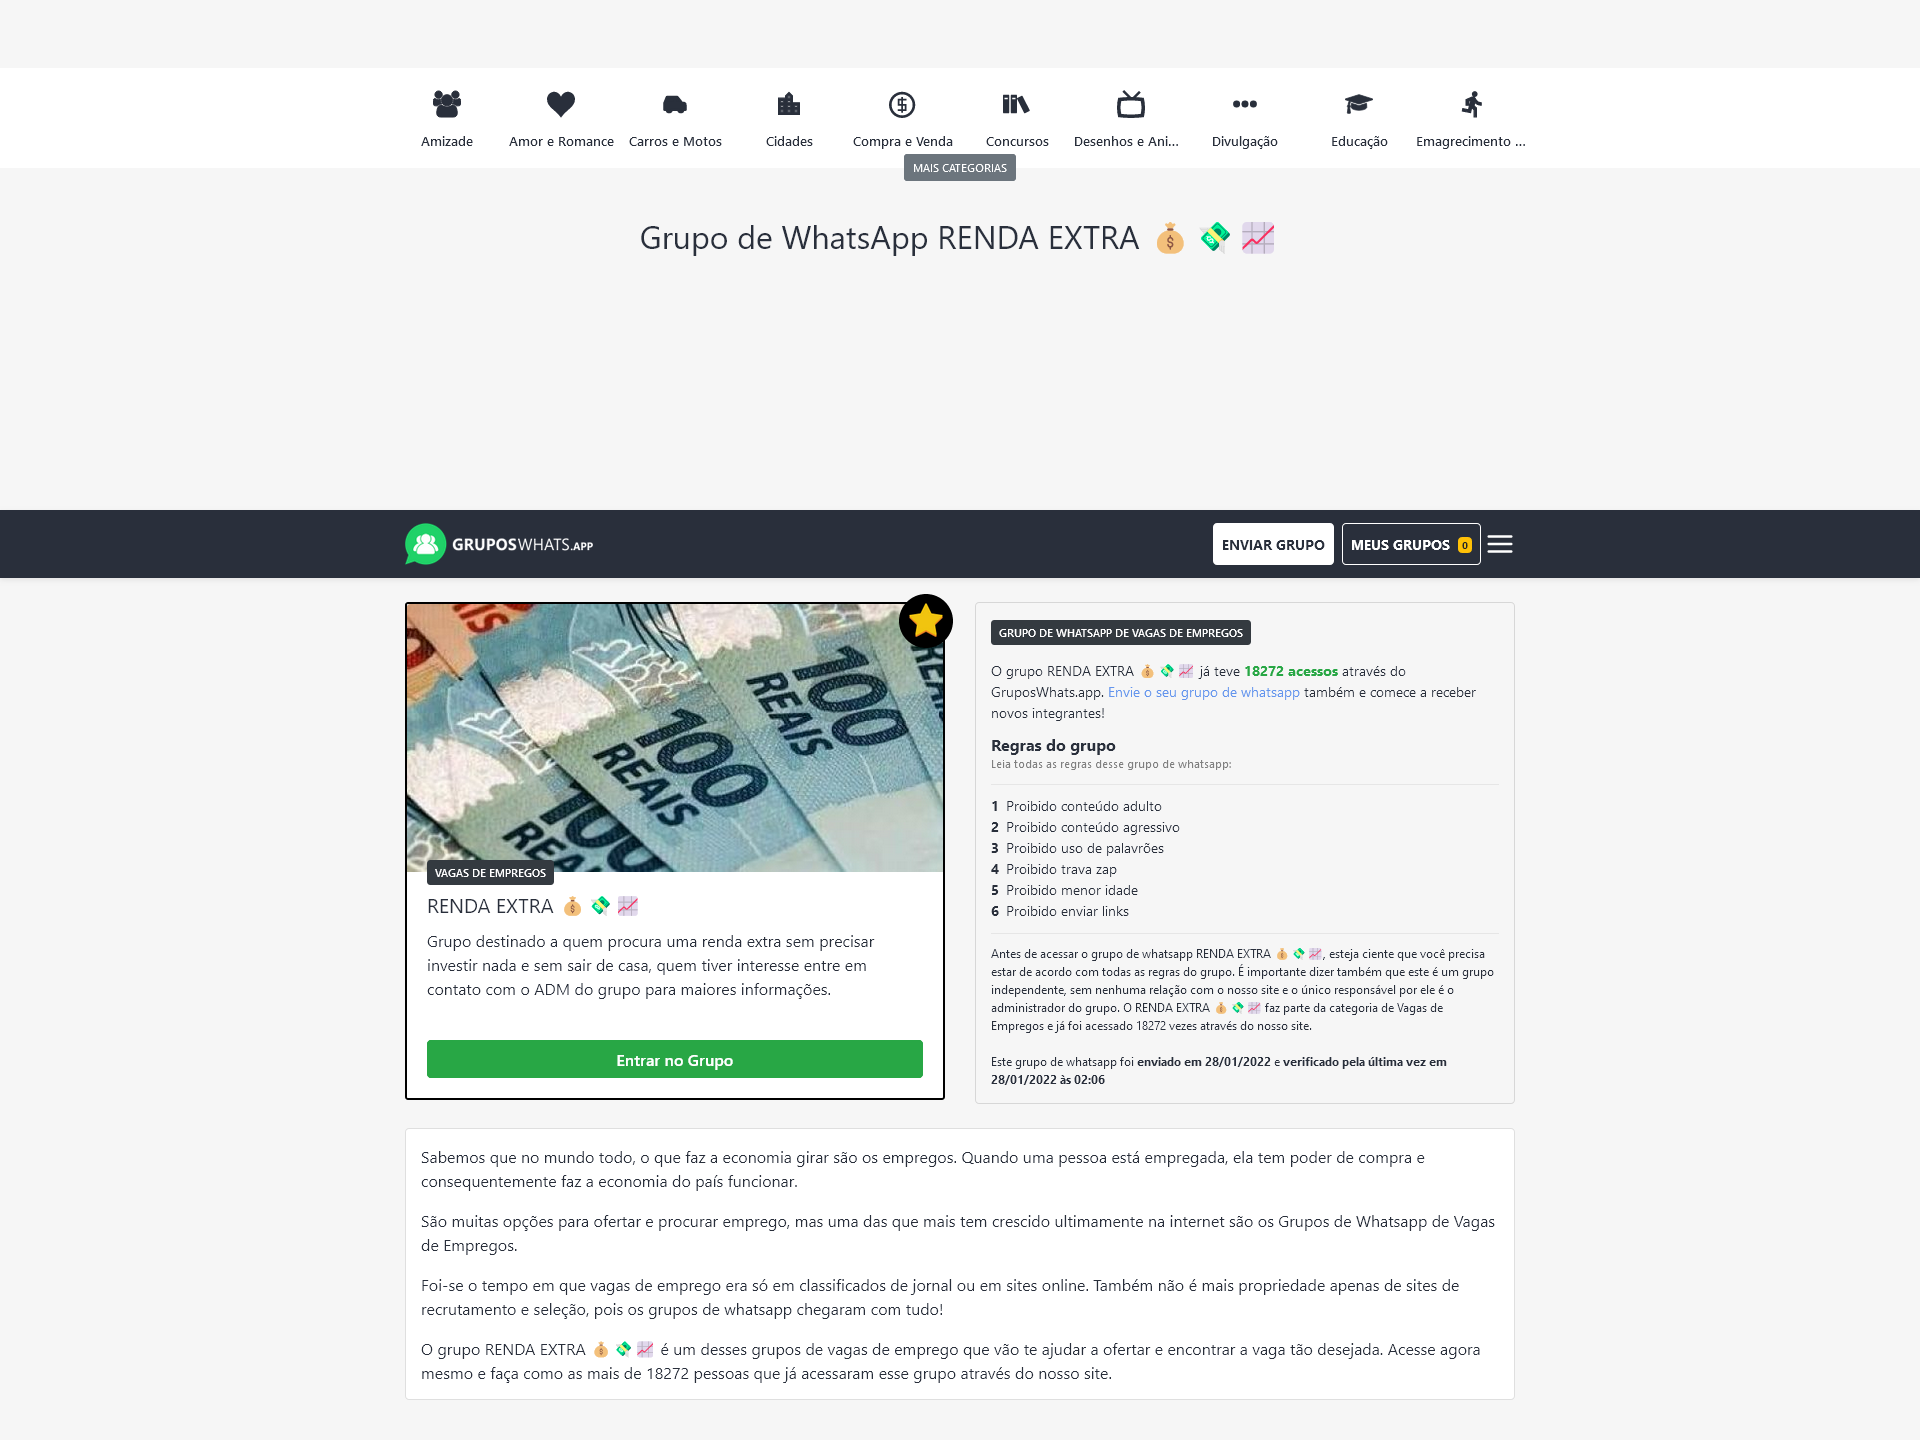 Amizade
Amor e Romance
Carros e Motos
Cidades
Compra e Venda
Concursos
Desenhos e Ani...
Divulgação
Educação
Emagrecimento ...
MAIS CATEGORIAS
Grupo de WhatsApp RENDA EXTRA 💰 💸 📈
GRUPOSWHATS.APP
ENVIAR GRUPO
MEUS GRUPOS 0
100 REAIS
100 REAIS
100 REAIS
REAIS
VAGAS DE EMPREGOS
RENDA EXTRA 💰 💸 📈
Grupo destinado a quem procura uma renda extra sem precisar
investir nada e sem sair de casa, quem tiver interesse entre em
contato com o ADM do grupo para maiores informações.
Entrar no Grupo
GRUPO DE WHATSAPP DE VAGAS DE EMPREGOS
O grupo RENDA EXTRA 💰 💸 📈 já teve 18272 acessos através do
GruposWhats.app. Envie o seu grupo de whatsapp também e comece a receber
novos integrantes!
Regras do grupo
Leia todas as regras desse grupo de whatsapp:
1 Proibido conteúdo adulto
2 Proibido conteúdo agressivo
3 Proibido uso de palavrões
4 Proibido trava zap
5 Proibido menor idade
6 Proibido enviar links
Antes de acessar o grupo de whatsapp RENDA EXTRA 💰 💸 📈, esteja ciente que você precisa
estar de acordo com todas as regras do grupo. É importante dizer também que este é um grupo
independente, sem nenhuma relação com o nosso site e o único responsável por ele é o
administrador do grupo. O RENDA EXTRA 💰 💸 📈 faz parte da categoria de Vagas de
Empregos e já foi acessado 18272 vezes através do nosso site.
Este grupo de whatsapp foi enviado em 28/01/2022 e verificado pela última vez em
28/01/2022 às 02:06
Sabemos que no mundo todo, o que faz a economia girar são os empregos. Quando uma pessoa está empregada, ela tem poder de compra e
consequentemente faz a economia do país funcionar.
São muitas opções para ofertar e procurar emprego, mas uma das que mais tem crescido ultimamente na internet são os Grupos de Whatsapp de Vagas
de Empregos.
Foi-se o tempo em que vagas de emprego era só em classificados de jornal ou em sites online. Também não é mais propriedade apenas de sites de
recrutamento e seleção, pois os grupos de whatsapp chegaram com tudo!
O grupo RENDA EXTRA 💰 💸 📈 é um desses grupos de vagas de emprego que vão te ajudar a ofertar e encontrar a vaga tão desejada. Acesse agora
mesmo e faça como as mais de 18272 pessoas que já acessaram esse grupo através do nosso site.